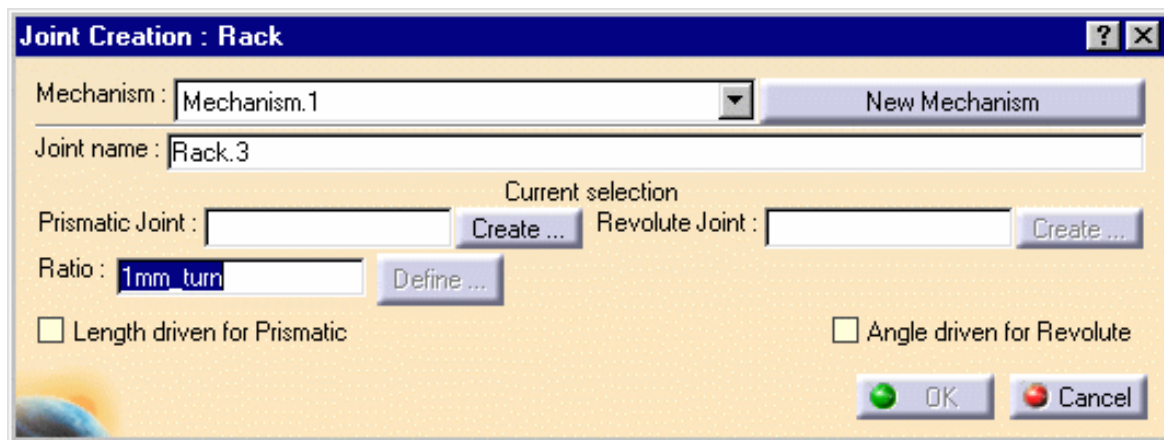 Joint Creation : Rack
Mechanism : Mechanism.1 New Mechanism
Joint name : Rack.3
Current selection
Prismatic Joint : Create ... Revolute Joint : Create ...
Ratio : 1mm_turn Define ...
Length driven for Prismatic Angle driven for Revolute
OK Cancel